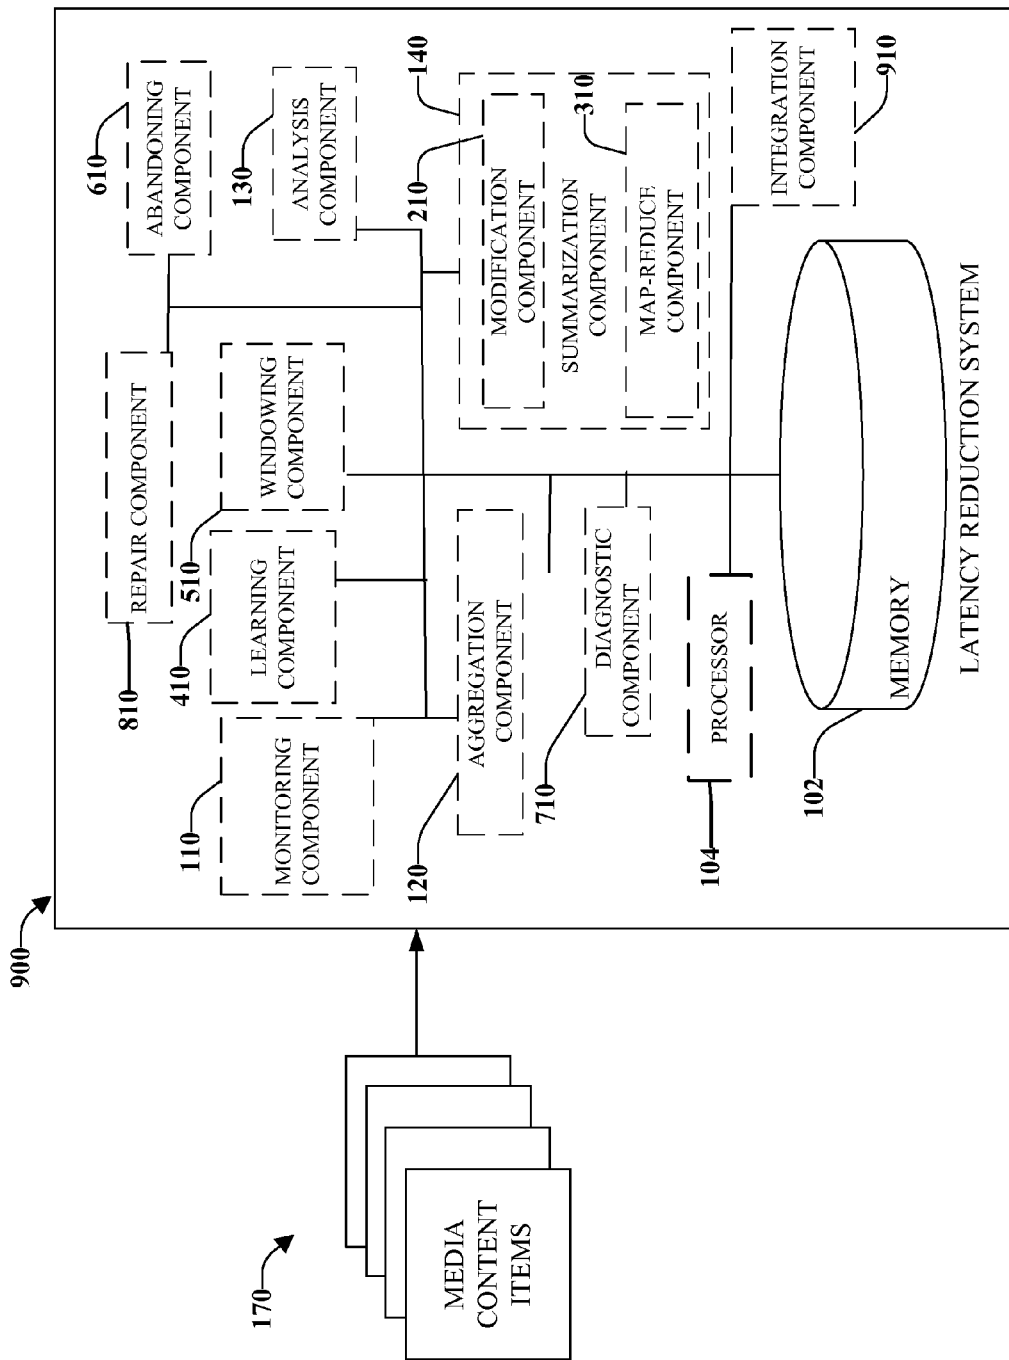 900
170
MEDIA
CONTENT
ITEMS
810
REPAIR COMPONENT
610
ABANDONING
COMPONENT
110
MONITORING
COMPONENT
410
LEARNING
COMPONENT
510
WINDOWING
COMPONENT
130
ANALYSIS
COMPONENT
120
AGGREGATION
COMPONENT
210
140
MODIFICATION
COMPONENT
SUMMARIZATION
COMPONENT
310
MAP-REDUCE
COMPONENT
710
DIAGNOSTIC
COMPONENT
104
PROCESSOR
INTEGRATION
COMPONENT
910
102
MEMORY
LATENCY REDUCTION SYSTEM